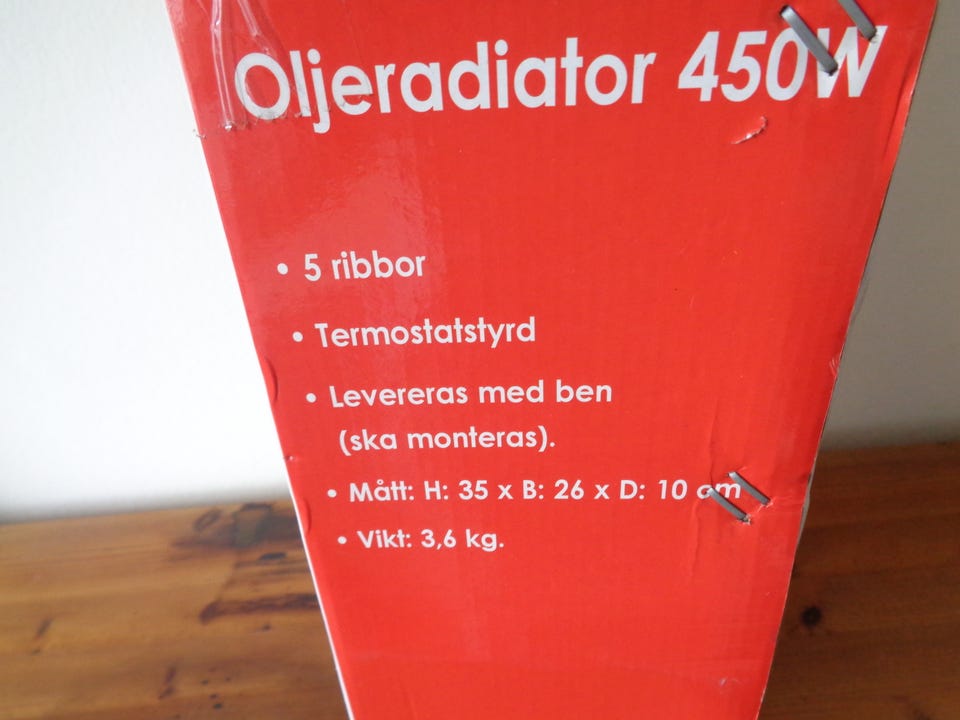 Oljeradiator 450W
• 5 ribbor
• Termostatstyrd
• Levereras med ben
(ska monteras).
• Mått: H: 35 x B: 26 x D: 10 cm
• Vikt: 3,6 kg.